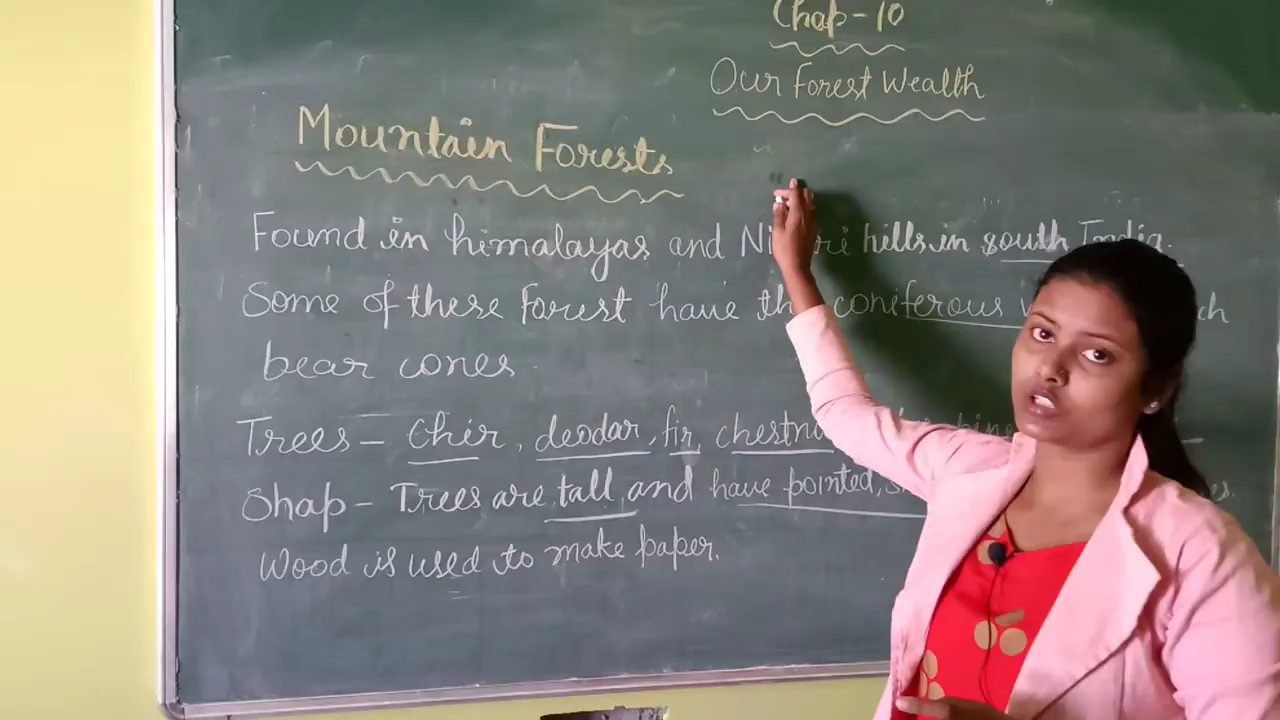 Chap-10
Our Forest Wealth
Mountain Forests
Found in himalayas and hills in south India.
Some of these Forest have coniferous
bear cones
Trees - Chir, deodar, fir,
Shap - Trees are tall and have pointed,
Wood is used to make paper.